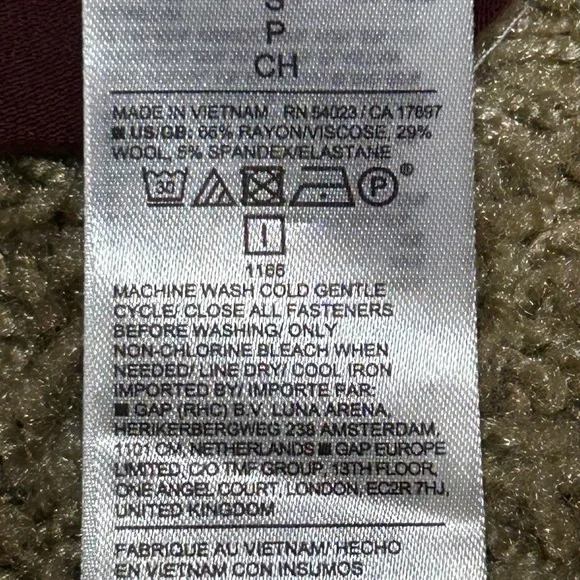 S
P
CH
MADE IN VIETNAM RN 54023 / CA 17897
US/GB: 66% RAYON/VISCOSE, 29%
WOOL, 5% SPANDEX/ELASTANE
30 P ®
I
1166
MACHINE WASH COLD GENTLE
CYCLE/ CLOSE ALL FASTENERS
BEFORE WASHING/ ONLY
NON-CHLORINE BLEACH WHEN
NEEDED/ LINE DRY/ COOL IRON
IMPORTED BY/ IMPORTE PAR:
GAP (RHC) B.V. LUNA ARENA,
HERIKERBERGWEG 238 AMSTERDAM,
1101 CM, NETHERLANDS GAP EUROPE
LIMITED, C/O TMF GROUP, 13TH FLOOR,
ONE ANGEL COURT, LONDON, EC2R 7HJ,
UNITED KINGDOM
FABRIQUE AU VIETNAM/ HECHO
EN VIETNAM CON INSUMOS